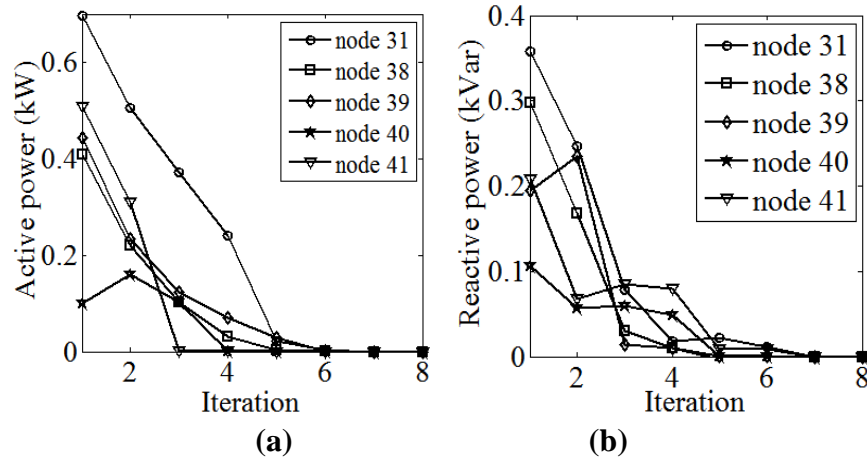 Active power (kW)
0.6
0.4
0.2
0
2
4
6
8
Iteration
node 31
node 38
node 39
node 40
node 41
(a)
Reactive power (kVar)
0.4
0.3
0.2
0.1
0
2
4
6
8
Iteration
node 31
node 38
node 39
node 40
node 41
(b)